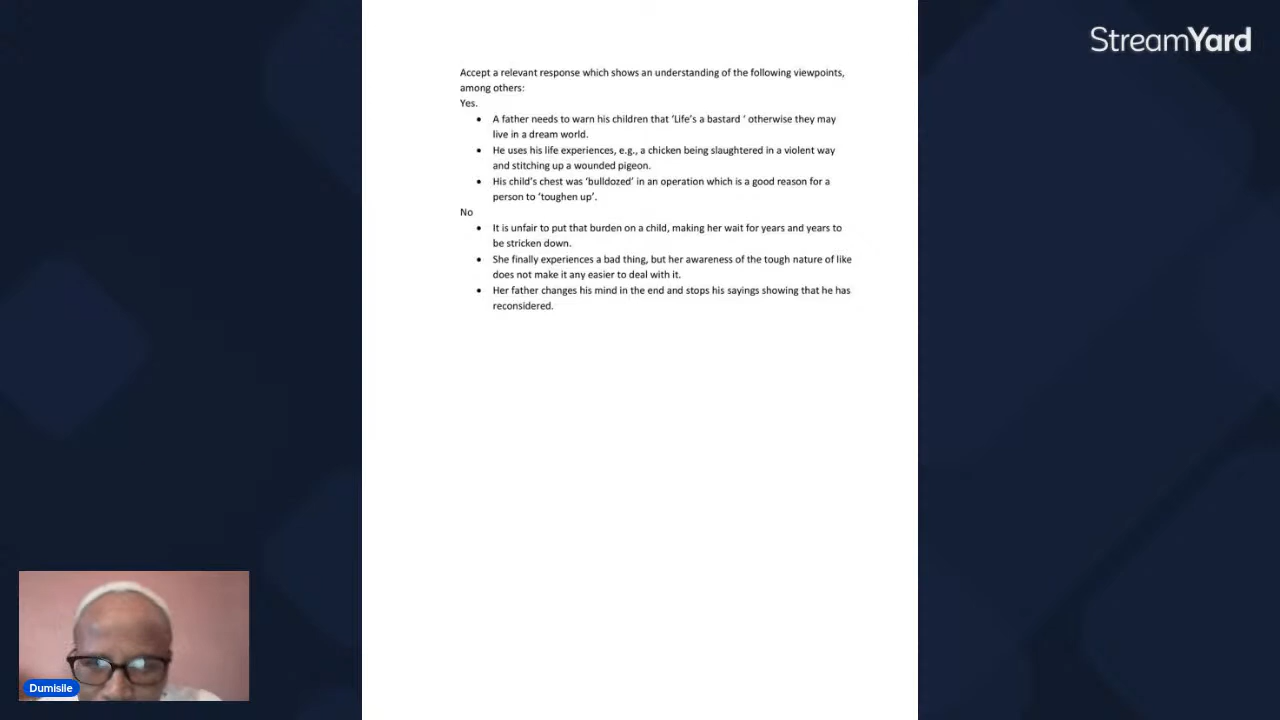 StreamYard
Accept a relevant response which shows an understanding of the following viewpoints,
among others:
Yes.
• A father needs to warn his children that ‘Life’s a bastard ‘ otherwise they may
live in a dream world.
• He uses his life experiences, e.g., a chicken being slaughtered in a violent way
and stitching up a wounded pigeon.
• His child’s chest was ‘bulldozed’ in an operation which is a good reason for a
person to ‘toughen up’.
No
• It is unfair to put that burden on a child, making her wait for years and years to
be stricken down.
• She finally experiences a bad thing, but her awareness of the tough nature of like
does not make it any easier to deal with it.
• Her father changes his mind in the end and stops his sayings showing that he has
reconsidered.
Dumisile